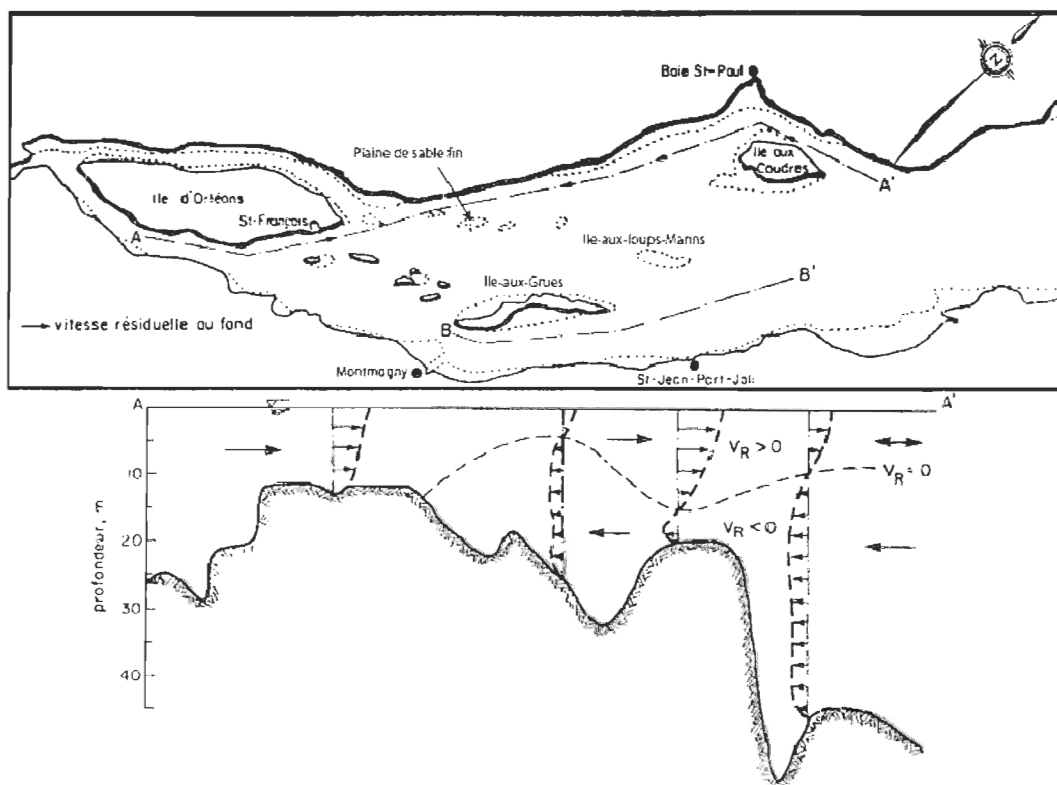 N
Baie St-Paul
Ile aux
Coudres
A'
Plaine de sable fin
Ile d'Orléans
St-François
A
Ile-aux-loups-Marins
Ile-aux-Grues
B'
B
→ vitesse résiduelle au fond
Montmagny
St-Jean-Port-Joli
A
A'
V_R > 0
V_R = 0
V_R < 0
profondeur, m
10
20
30
40